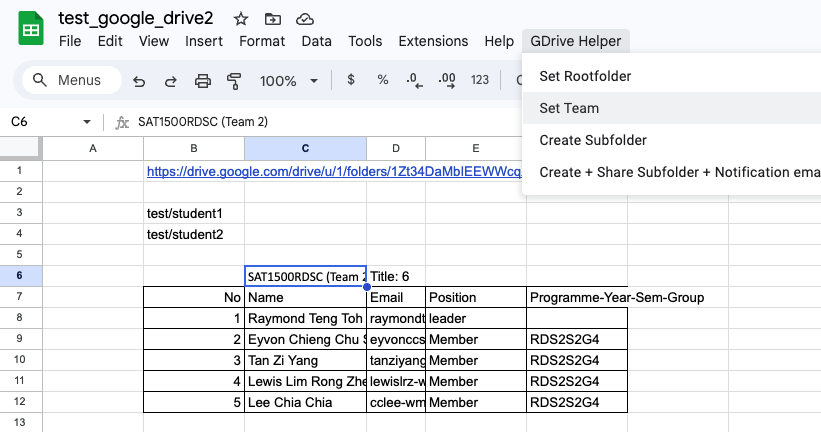 test_google_drive2
File Edit View Insert Format Data Tools Extensions Help GDrive Helper
Menus 100% $ % .0 .00 123
Set Rootfolder
Set Team
Create Subfolder
Create + Share Subfolder + Notification ema
C6 fx SAT1500RDSC (Team 2)
A B C D E
1 https://drive.google.com/drive/u/1/folders/1Zt34DaMbIEEWWcq
2
3 test/student1
4 test/student2
5
6 SAT1500RDSC (Team 2 Title: 6
7 No Name Email Position Programme-Year-Sem-Group
8 1 Raymond Teng Toh raymondt leader
9 2 Eyvon Chieng Chu S eyvonccs Member RDS2S2G4
10 3 Tan Zi Yang tanziyang Member RDS2S2G4
11 4 Lewis Lim Rong Zhe lewislrz-w Member RDS2S2G4
12 5 Lee Chia Chia cclee-wm Member RDS2S2G4
13